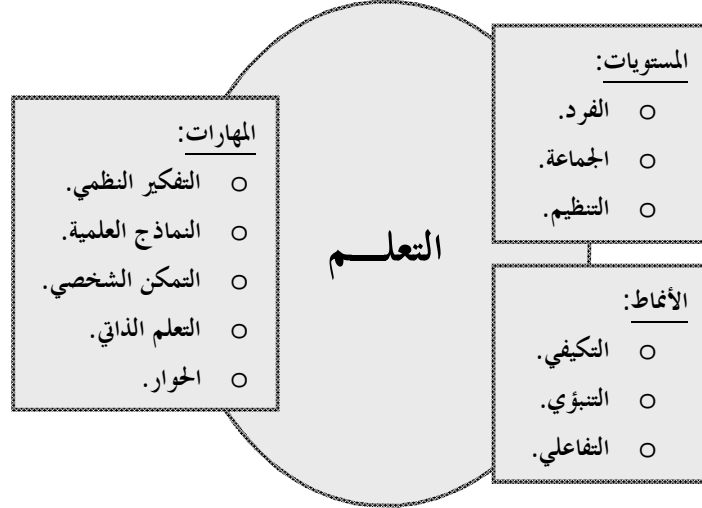 المستويات:
o الفرد.
o الجماعة.
o التنظيم.
المهارات:
o التفكير النظمي.
o النماذج العلمية.
o التمكن الشخصي.
o التعلم الذاتي.
o الحوار.
التعلـــم
الأنماط:
o التكيفي.
o التنبؤي.
o التفاعلي.